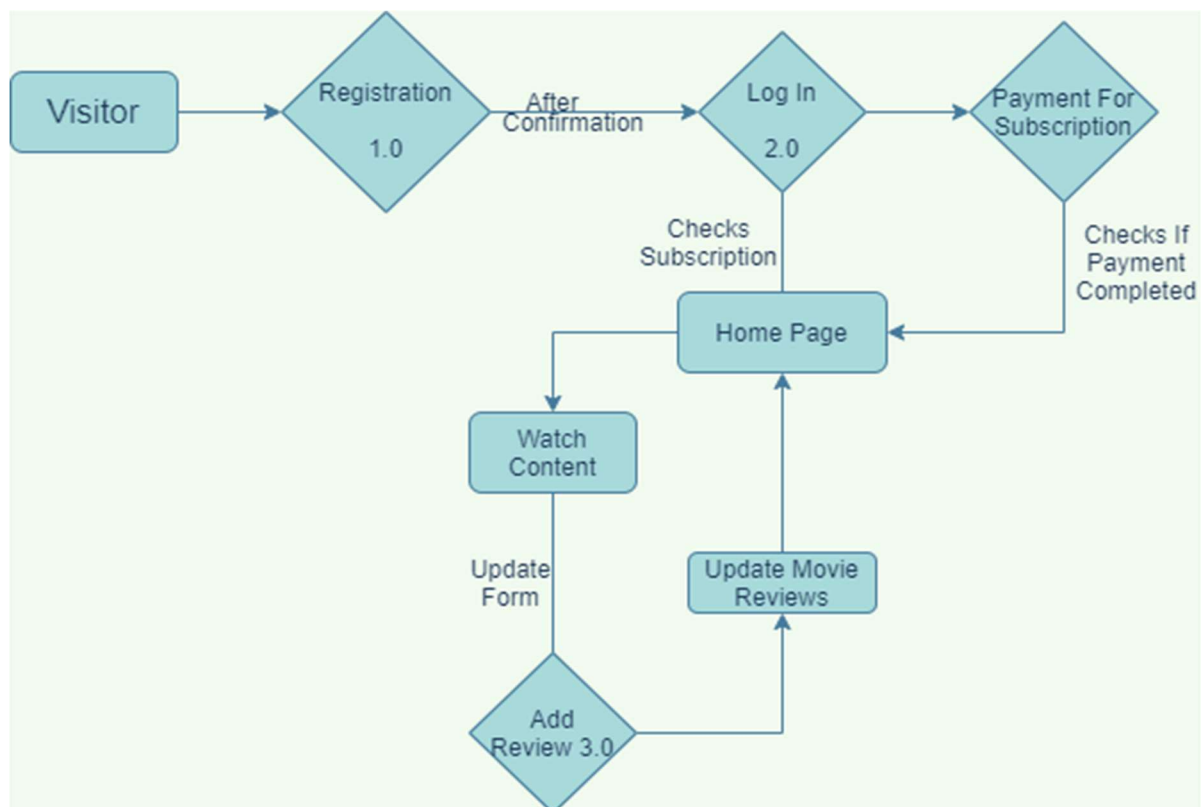 Visitor
Registration
1.0
After
Confirmation
Log In
2.0
Payment For
Subscription
Checks
Subscription
Checks If
Payment
Completed
Home Page
Watch
Content
Update
Form
Update Movie
Reviews
Add
Review 3.0